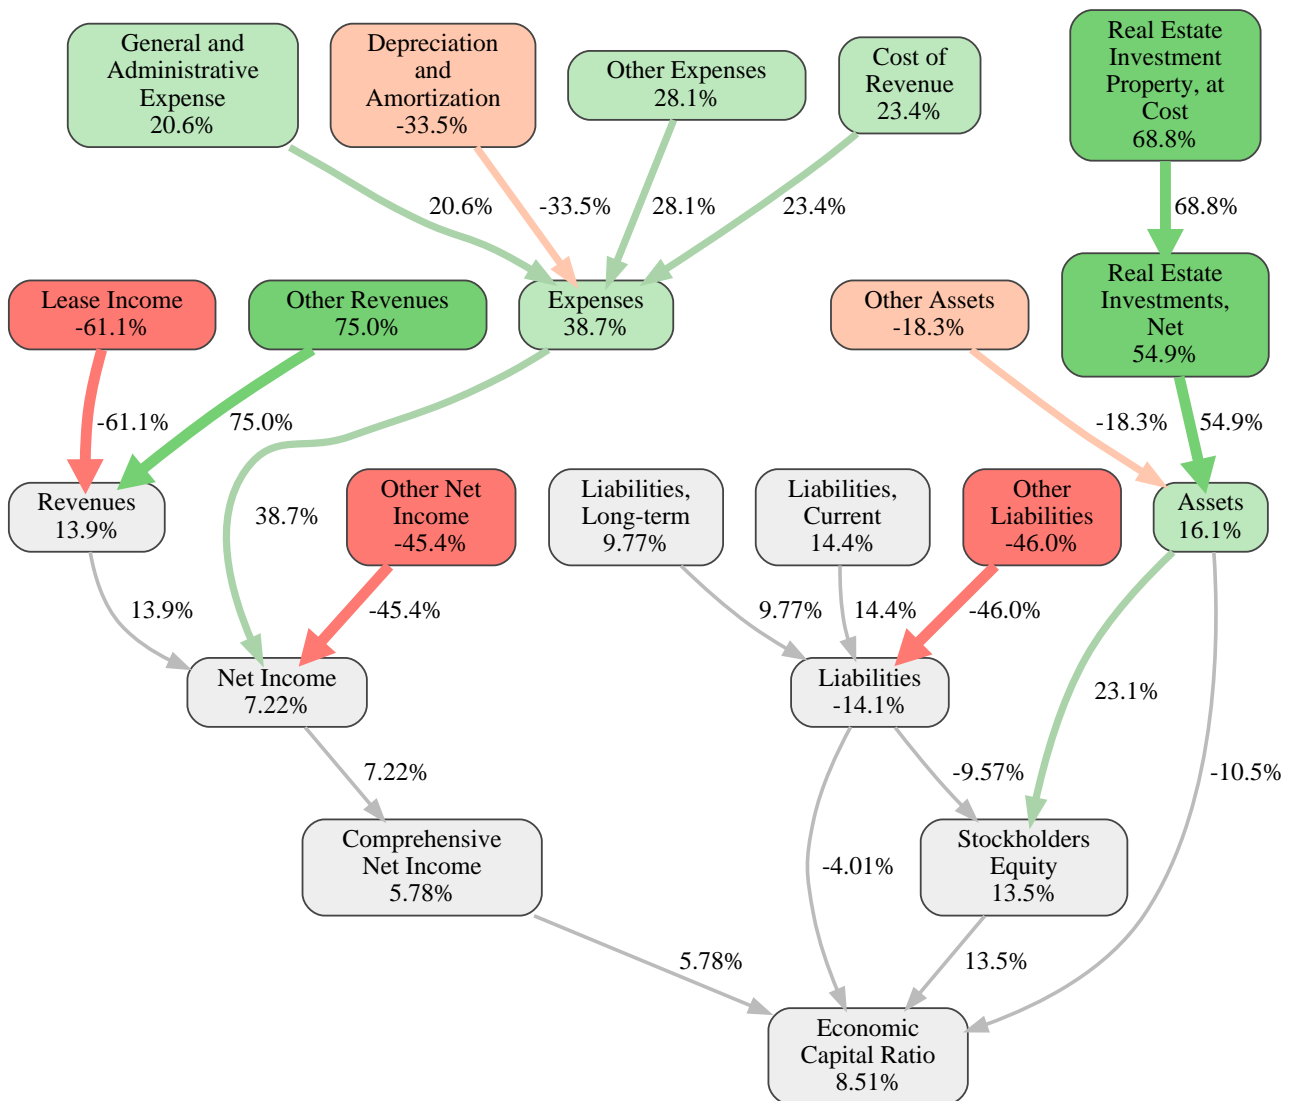 General and
Administrative
Expense
20.6%
Depreciation
and
Amortization
-33.5%
Other Expenses
28.1%
Cost of
Revenue
23.4%
Real Estate
Investment
Property, at
Cost
68.8%
20.6%
-33.5%
28.1%
23.4%
68.8%
Lease Income
-61.1%
Other Revenues
75.0%
Expenses
38.7%
Other Assets
-18.3%
Real Estate
Investments,
Net
54.9%
-61.1%
75.0%
-18.3%
54.9%
Revenues
13.9%
38.7%
Other Net
Income
-45.4%
Liabilities,
Long-term
9.77%
Liabilities,
Current
14.4%
Other
Liabilities
-46.0%
Assets
16.1%
13.9%
-45.4%
9.77%
14.4%
-46.0%
Net Income
7.22%
Liabilities
-14.1%
23.1%
7.22%
-9.57%
-10.5%
Comprehensive
Net Income
5.78%
-4.01%
Stockholders
Equity
13.5%
5.78%
13.5%
Economic
Capital Ratio
8.51%